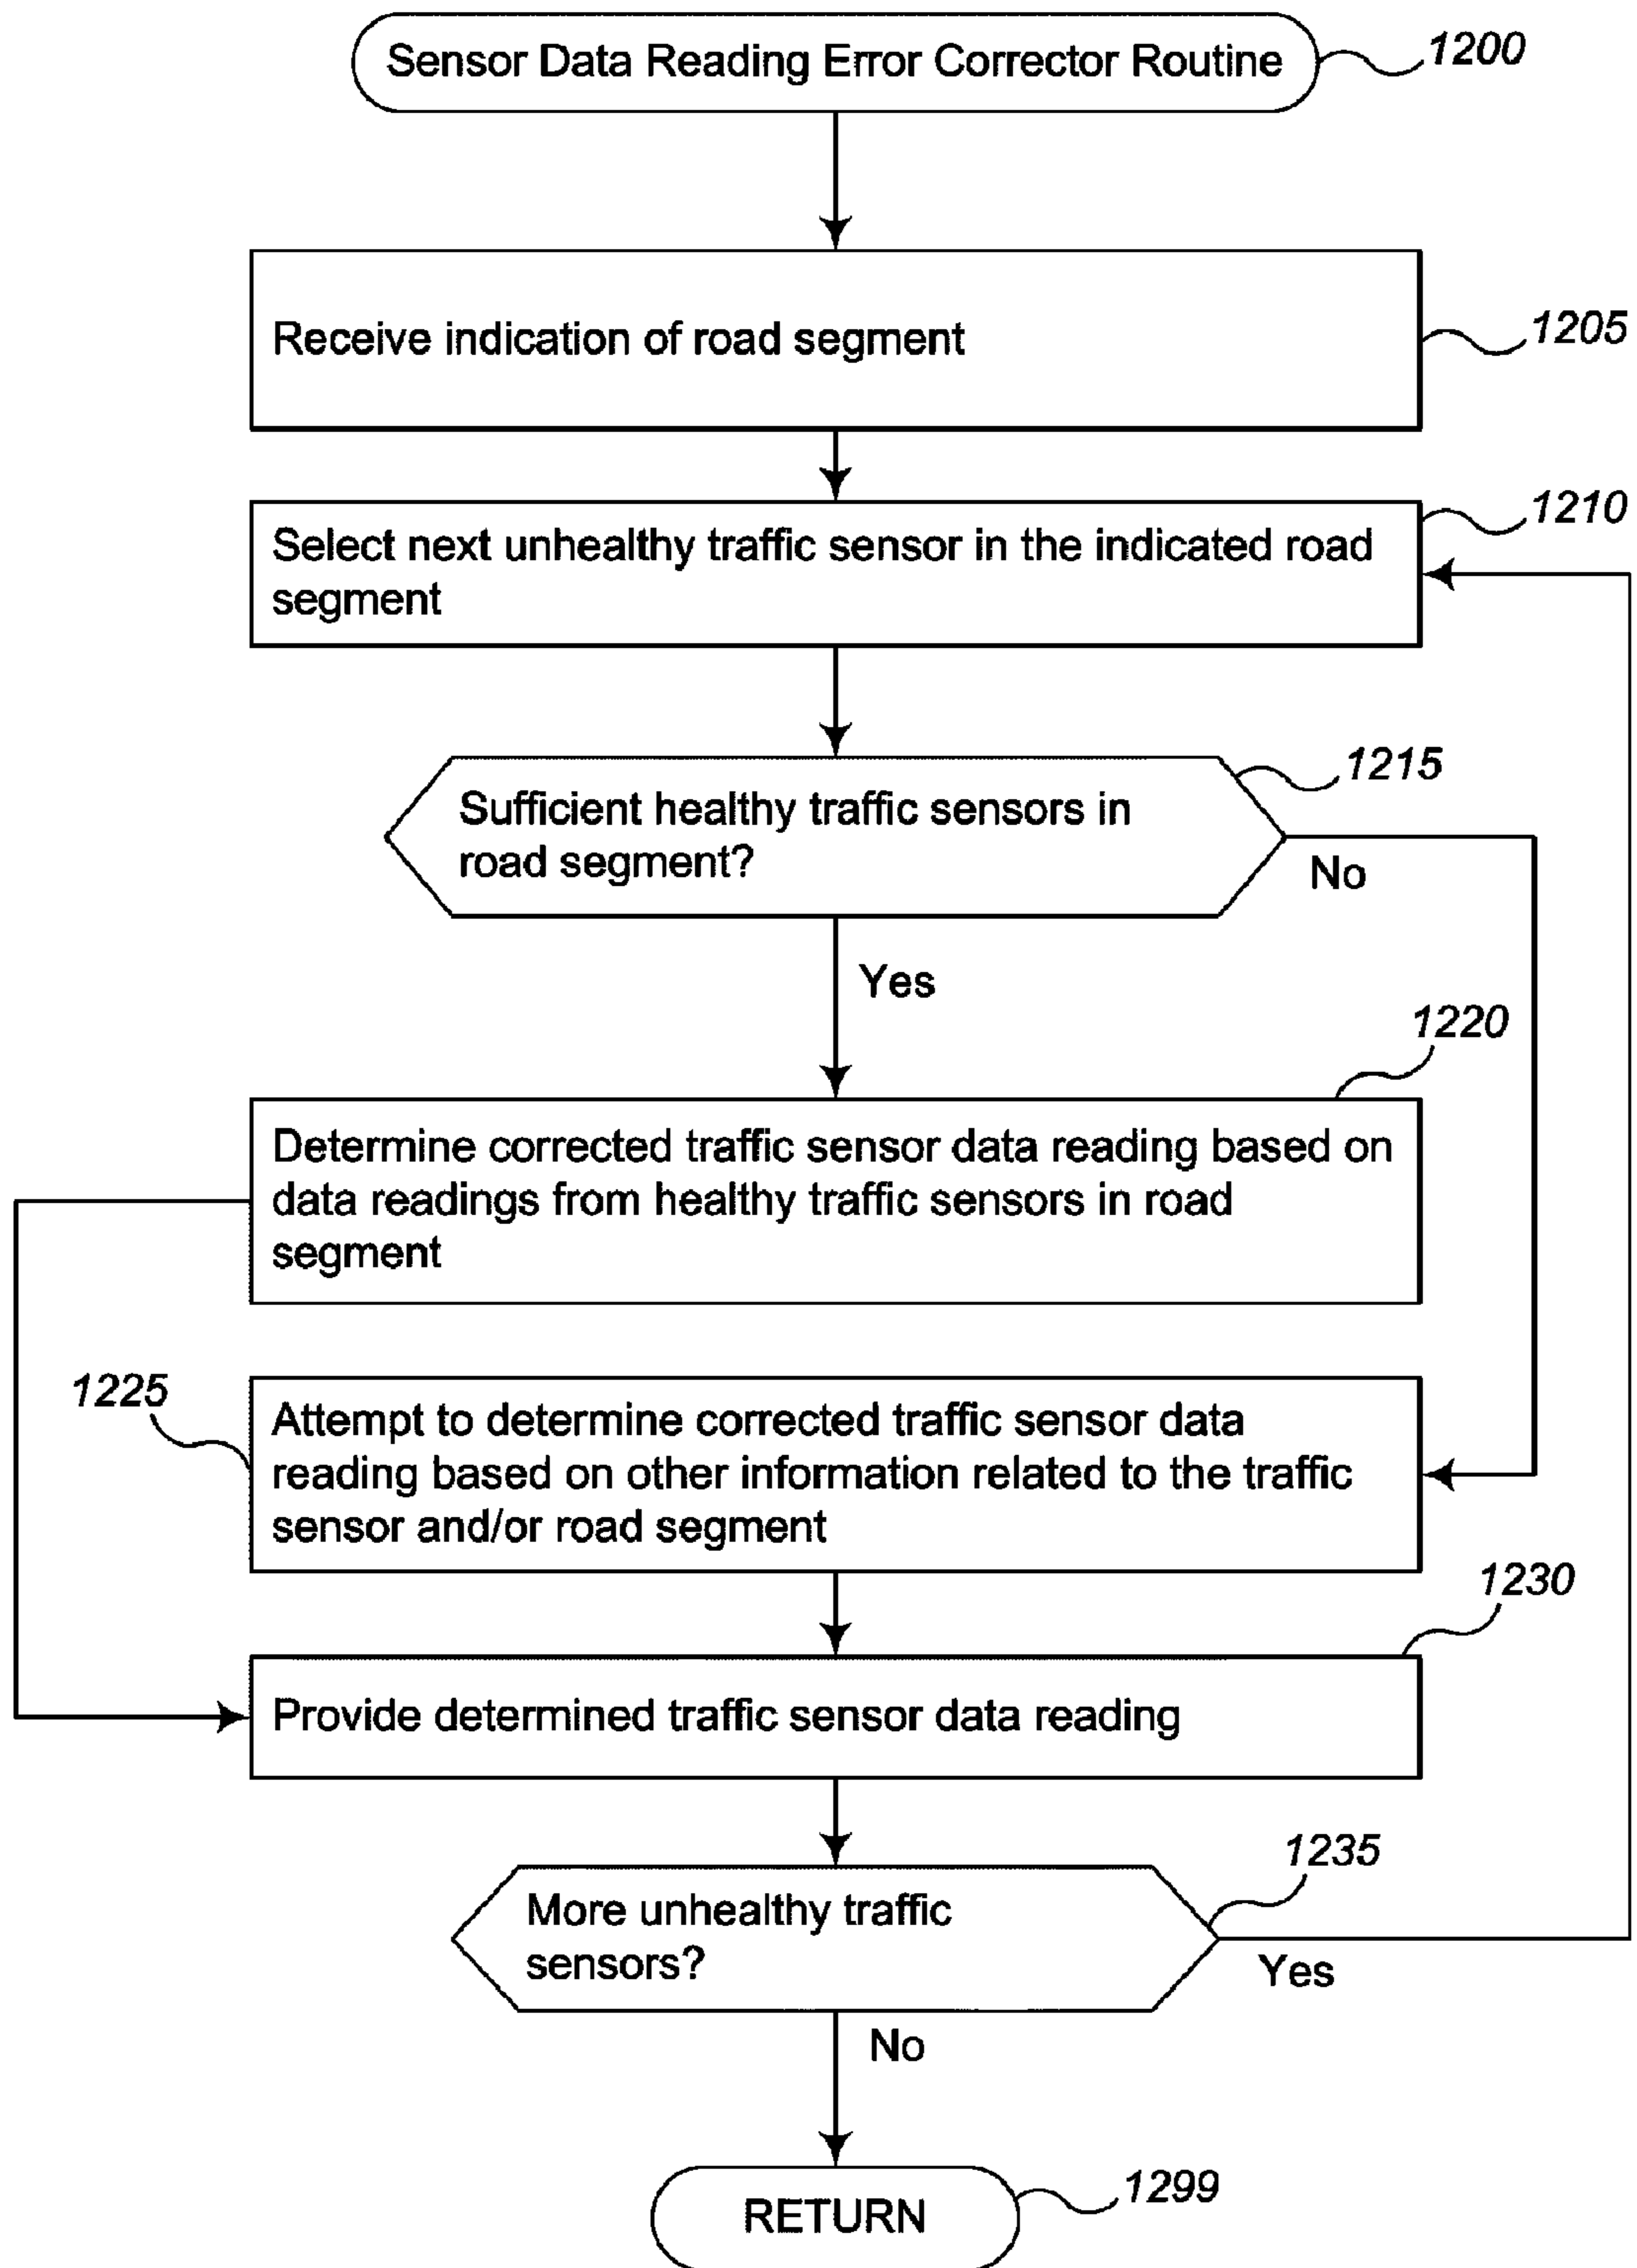 Sensor Data Reading Error Corrector Routine
1200
Receive indication of road segment
1205
1210
Select next unhealthy traffic sensor in the indicated road
segment
1215
Sufficient healthy traffic sensors in
road segment?
No
Yes
1220
Determine corrected traffic sensor data reading based on
data readings from healthy traffic sensors in road
segment
1225
Attempt to determine corrected traffic sensor data
reading based on other information related to the traffic
sensor and/or road segment
1230
Provide determined traffic sensor data reading
1235
More unhealthy traffic
sensors?
Yes
No
1299
RETURN